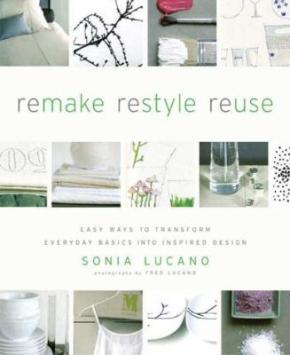 remake restyle reuse
EASY WAYS TO TRANSFORM
EVERYDAY BASICS INTO INSPIRED DESIGN
SONIA LUCANO
photographs by FRED LUCANO